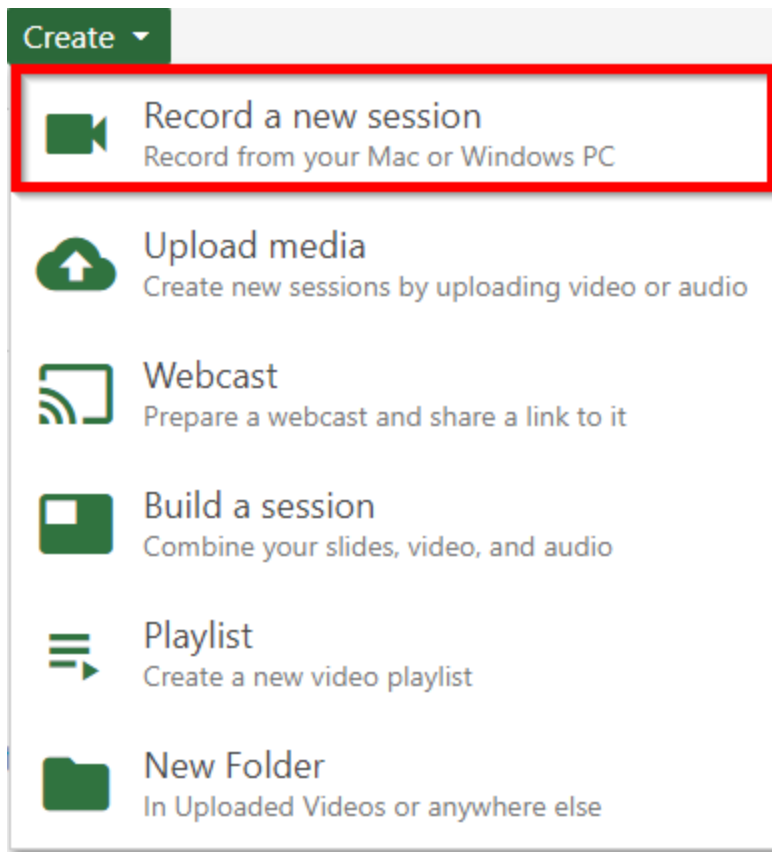 Create
Record a new session
Record from your Mac or Windows PC
Upload media
Create new sessions by uploading video or audio
Webcast
Prepare a webcast and share a link to it
Build a session
Combine your slides, video, and audio
Playlist
Create a new video playlist
New Folder
In Uploaded Videos or anywhere else